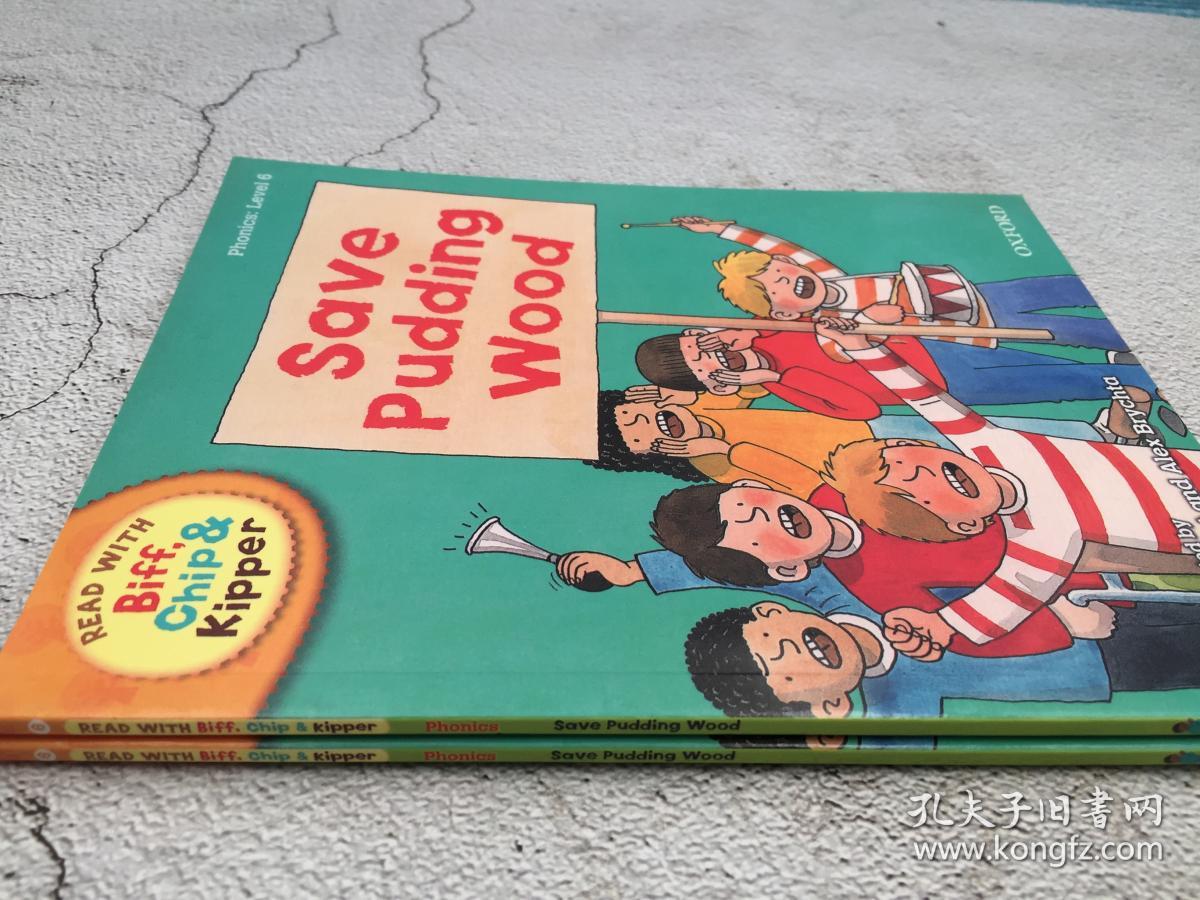 Phonics: Level 6
Save
Pudding
Wood
OXFORD
READ WITH
Biff,
Chip &
Kipper
and Alex Brychta
6 READ WITH Biff, Chip & Kipper Phonics Save Pudding Wood
6 READ WITH Biff, Chip & Kipper Phonics Save Pudding Wood
孔夫子旧书网
www.kongfz.com